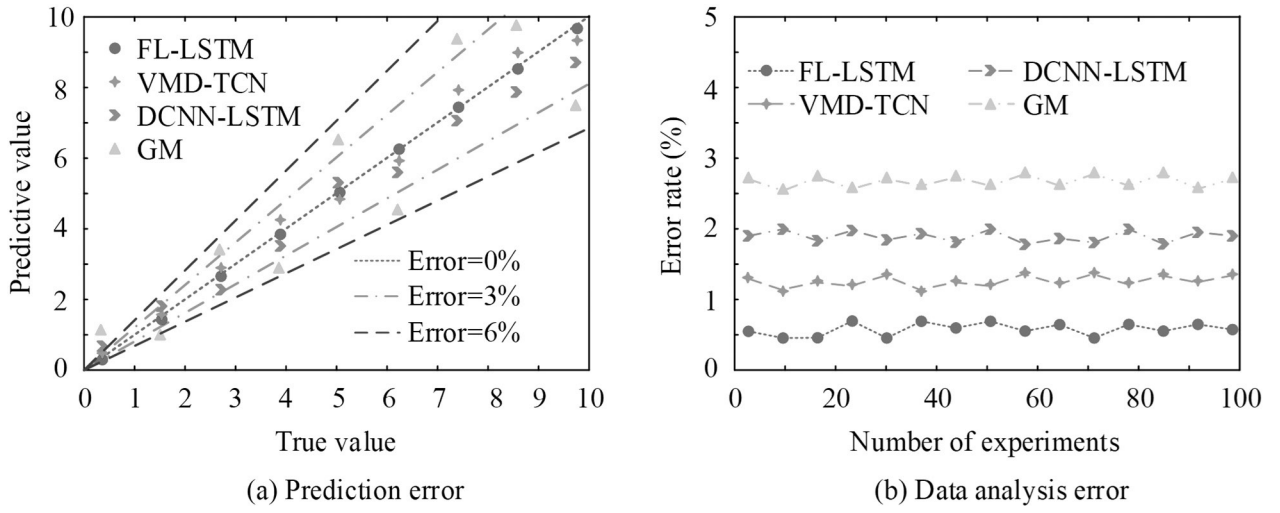 10
8
6
4
2
0
Predictive value
FL-LSTM
VMD-TCN
DCNN-LSTM
GM
Error=0%
Error=3%
Error=6%
0 1 2 3 4 5 6 7 8 9 10
True value
(a) Prediction error
5
4
3
2
1
0
Error rate (%)
FL-LSTM DCNN-LSTM
VMD-TCN GM
0 20 40 60 80 100
Number of experiments
(b) Data analysis error